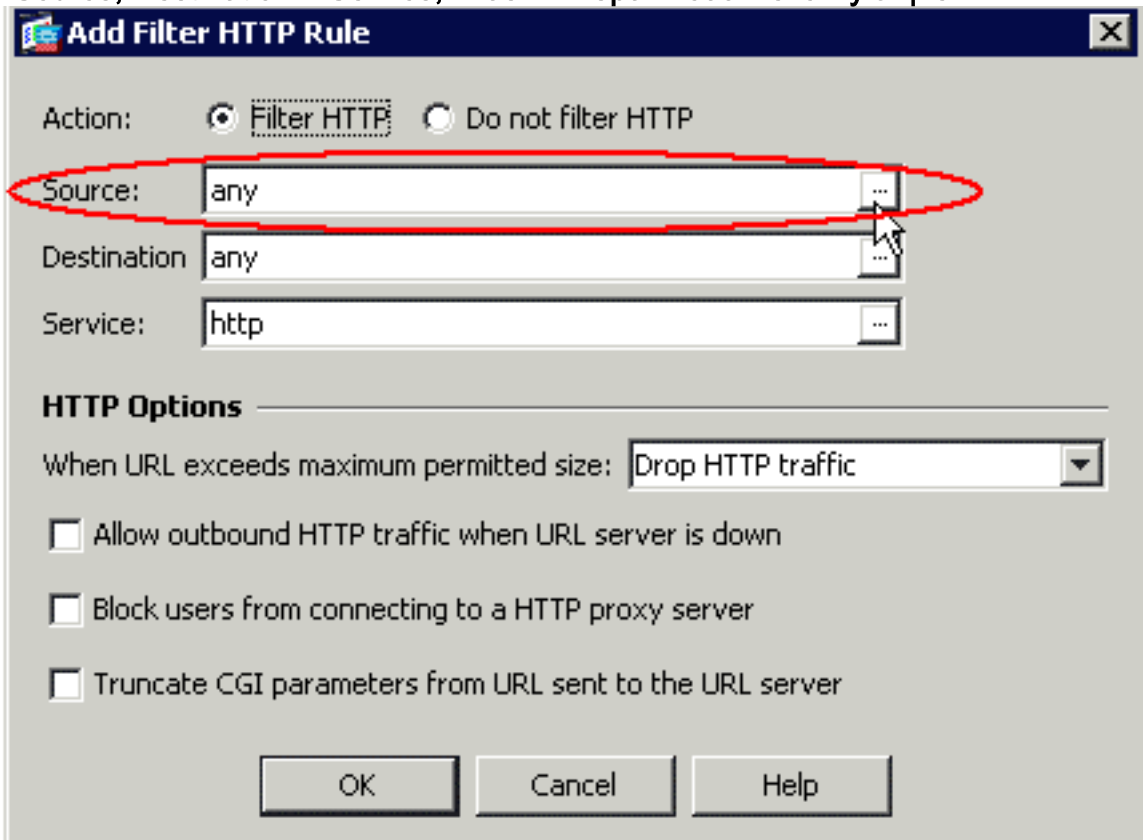 Add Filter HTTP Rule
Action: Filter HTTP Do not filter HTTP
Source: any ...
Destination any ...
Service: http ...
HTTP Options
When URL exceeds maximum permitted size: Drop HTTP traffic
Allow outbound HTTP traffic when URL server is down
Block users from connecting to a HTTP proxy server
Truncate CGI parameters from URL sent to the URL server
OK Cancel Help